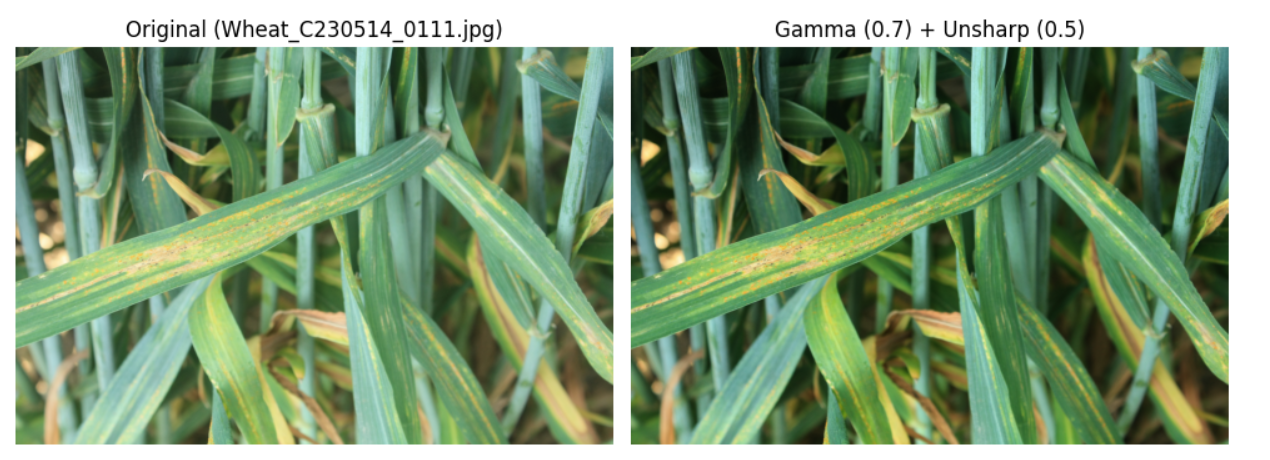 Original (Wheat_C230514_0111.jpg)
Gamma (0.7) + Unsharp (0.5)